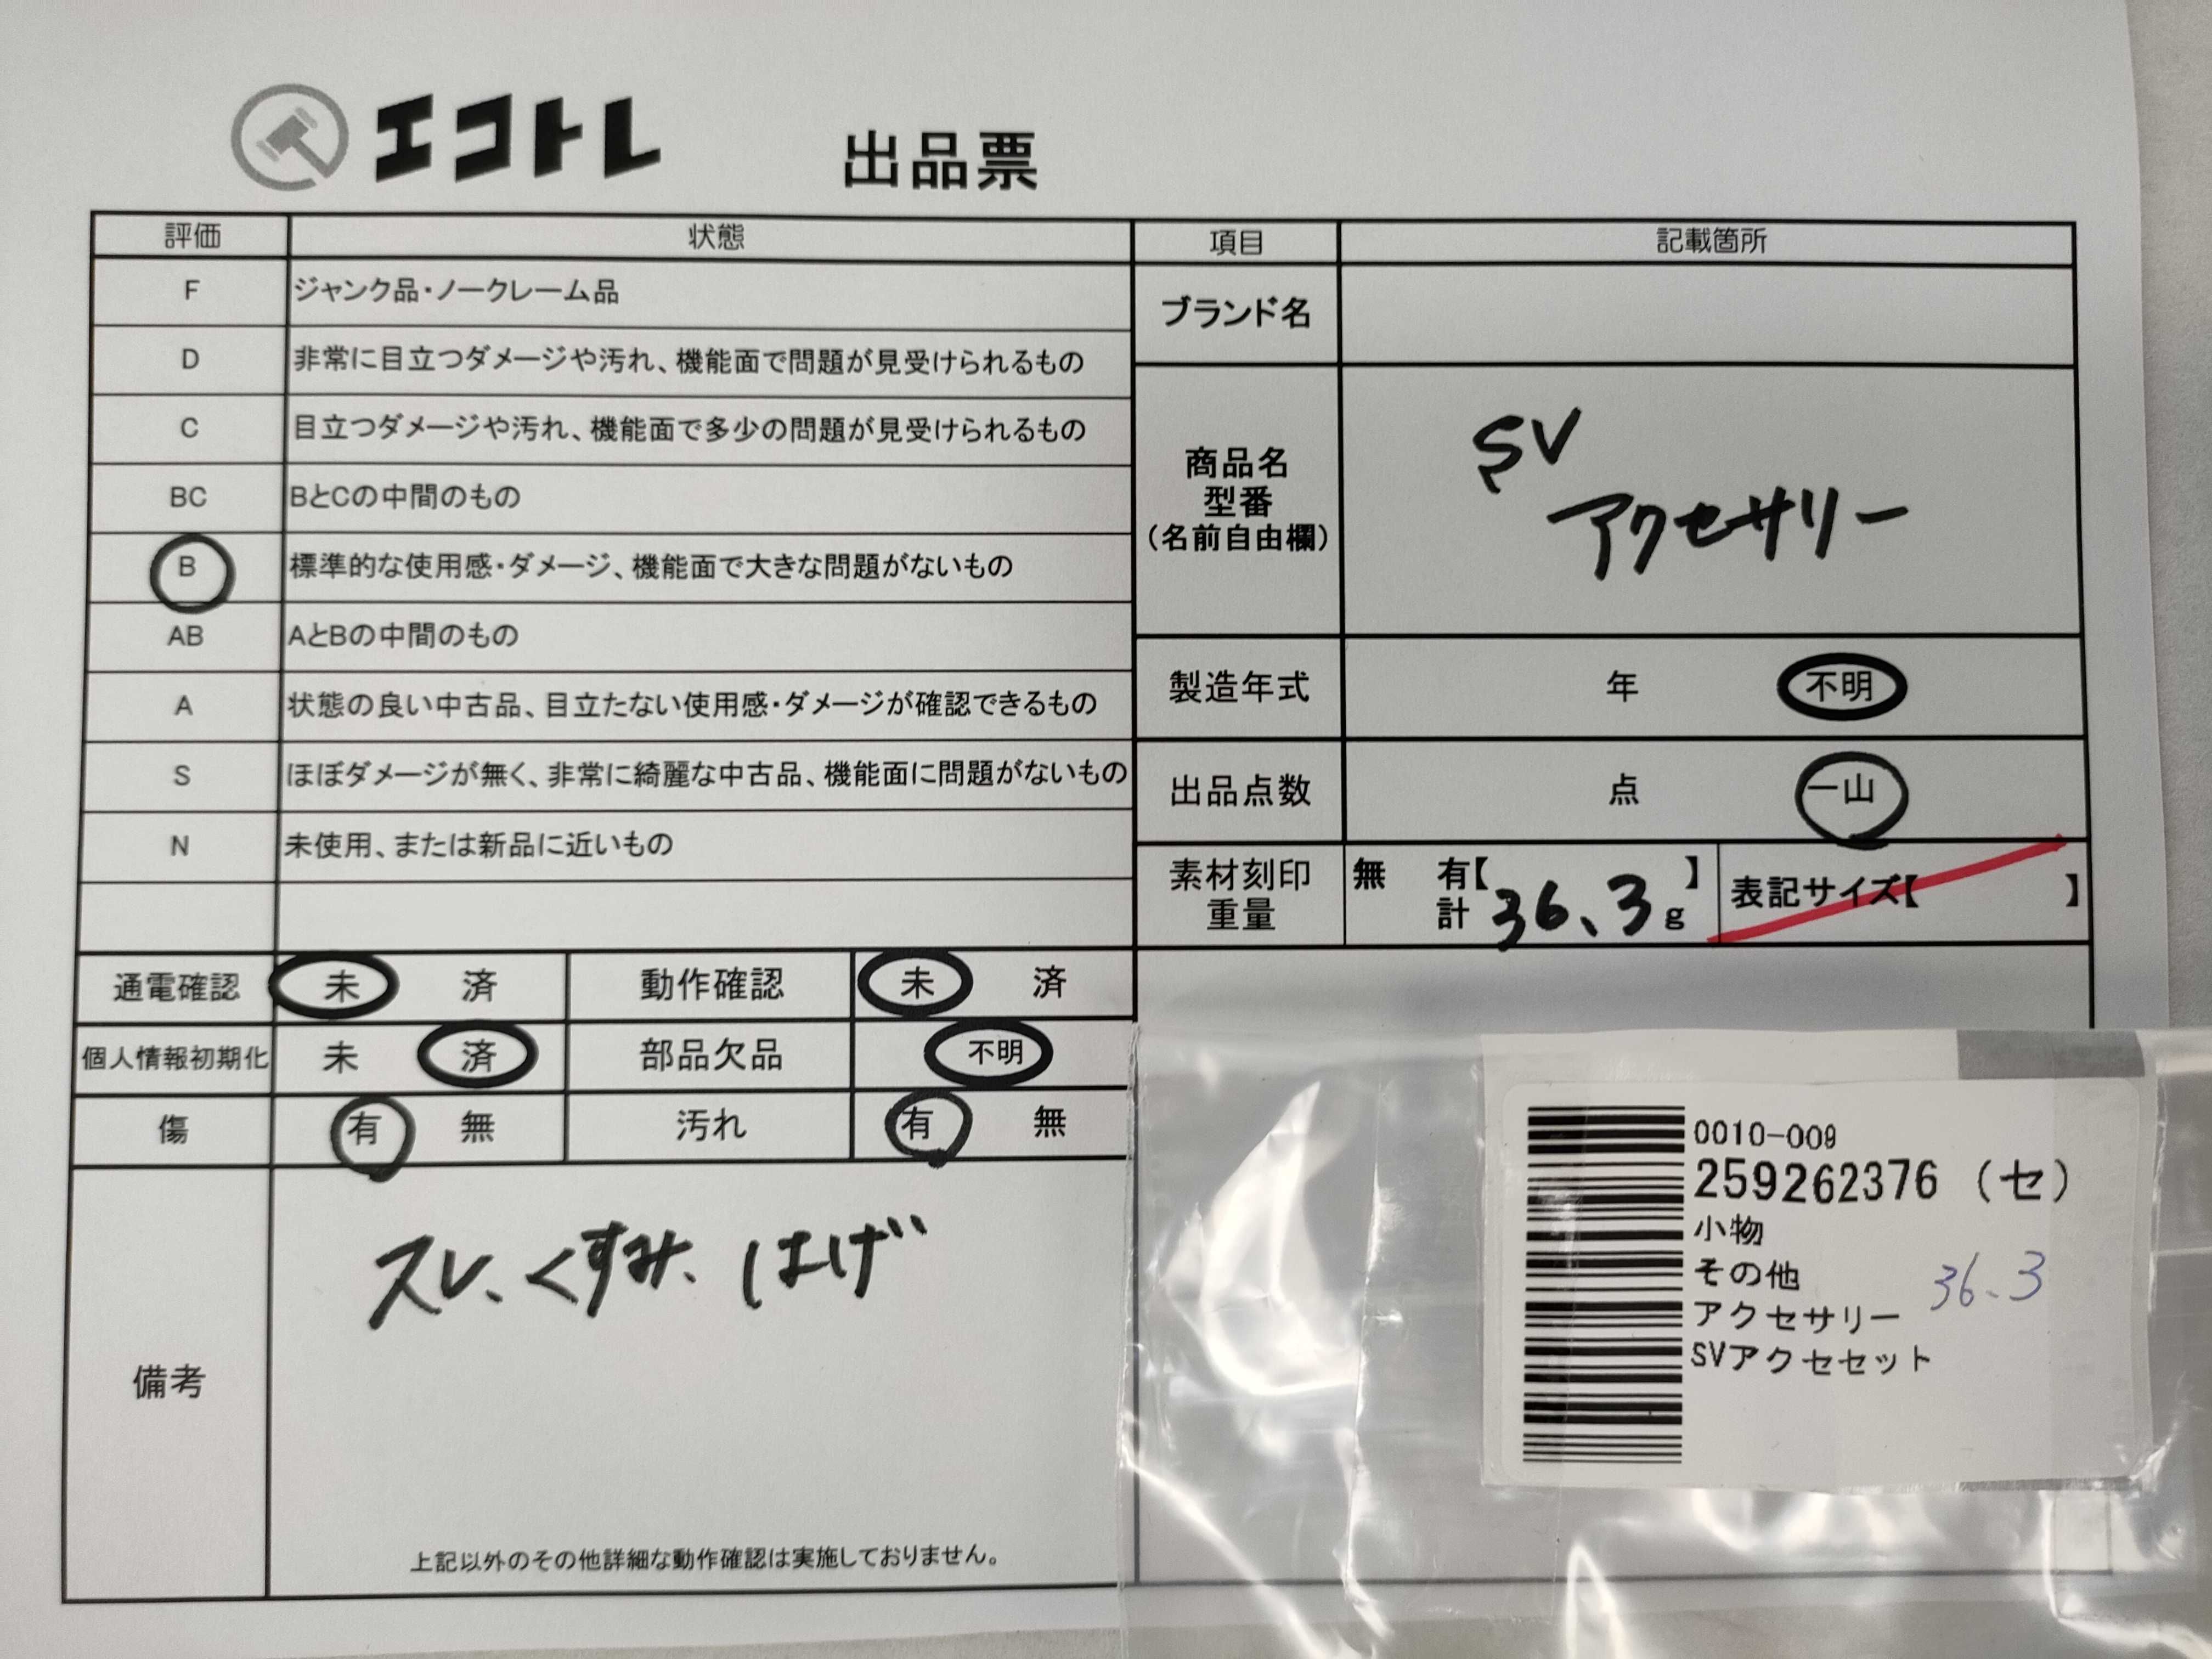 エコトレ 出品票
評価 状態
F ジャンク品・ノークレーム品
D 非常に目立つダメージや汚れ、機能面で問題が見受けられるもの
C 目立つダメージや汚れ、機能面で多少の問題が見受けられるもの
BC BとCの中間のもの
B 標準的な使用感・ダメージ、機能面で大きな問題がないもの
AB AとBの中間のもの
A 状態の良い中古品、目立たない使用感・ダメージが確認できるもの
S ほぼダメージが無く、非常に綺麗な中古品、機能面に問題がないもの
N 未使用、または新品に近いもの
通電確認 未 済 動作確認 未 済
個人情報初期化 未 済 部品欠品 不明
傷 有 無 汚れ 有 無
備考
スレ、くすみ、はげ
上記以外のその他詳細な動作確認は実施しておりません。
項目 記載箇所
ブランド名
商品名
型番
(名前自由欄)
SV
アクセサリー
製造年式 年 不明
出品点数 点 一山
素材刻印
重量
無 有【 】
計 36.3 g
表記サイズ【 】
0010-009
259262376 (セ)
小物
その他
アクセサリー
SVアクセセット
36.3